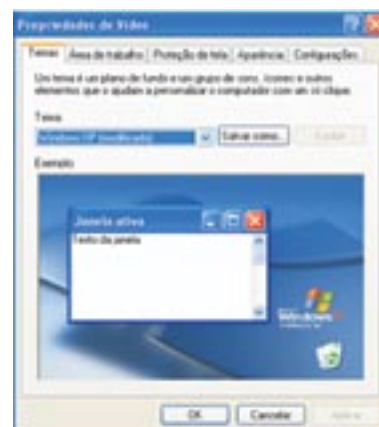 Propriedades de Vídeo
Temas Área de trabalho Proteção de tela Aparência Configurações
Um tema é um plano de fundo e um grupo de sons, ícones e outros
elementos que o ajudam a personalizar o computador com um só clique.
Tema:
Windows XP (modificado) Salvar como...
Exemplo:
Janela ativa
Texto da janela
Windows
OK Cancelar Aplicar